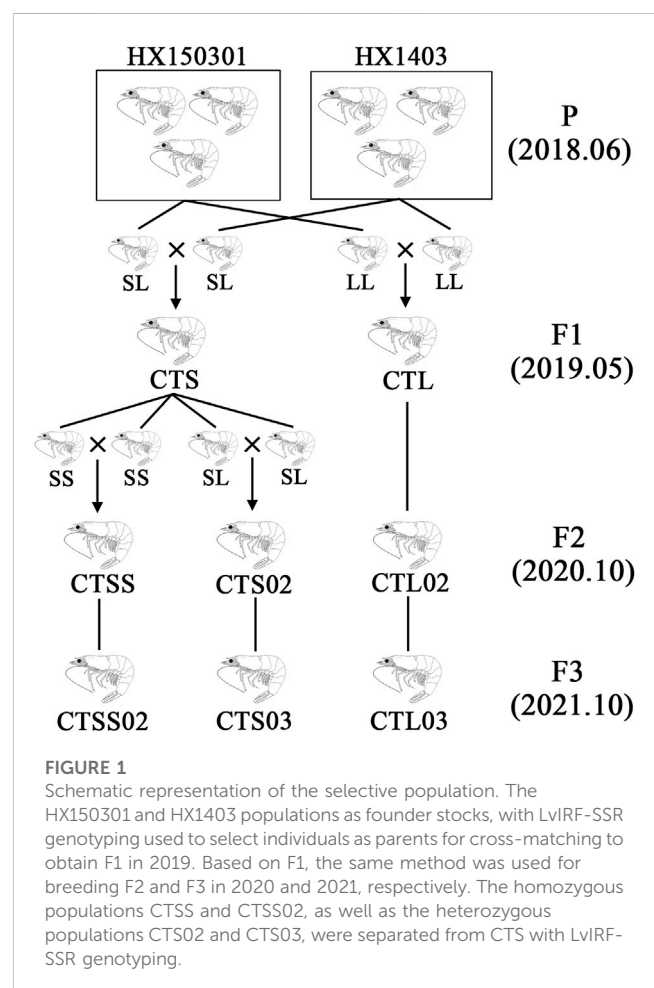 HX150301 HX1403
P
(2018.06)
SL × SL LL × LL
F1
(2019.05)
CTS CTL
SS × SS SL × SL
F2
(2020.10)
CTSS CTS02 CTL02
F3
(2021.10)
CTSS02 CTS03 CTL03
FIGURE 1
Schematic representation of the selective population. The
HX150301 and HX1403 populations as founder stocks, with LvIRF-SSR
genotyping used to select individuals as parents for cross-matching to
obtain F1 in 2019. Based on F1, the same method was used for
breeding F2 and F3 in 2020 and 2021, respectively. The homozygous
populations CTSS and CTSS02, as well as the heterozygous
populations CTS02 and CTS03, were separated from CTS with LvIRF-
SSR genotyping.